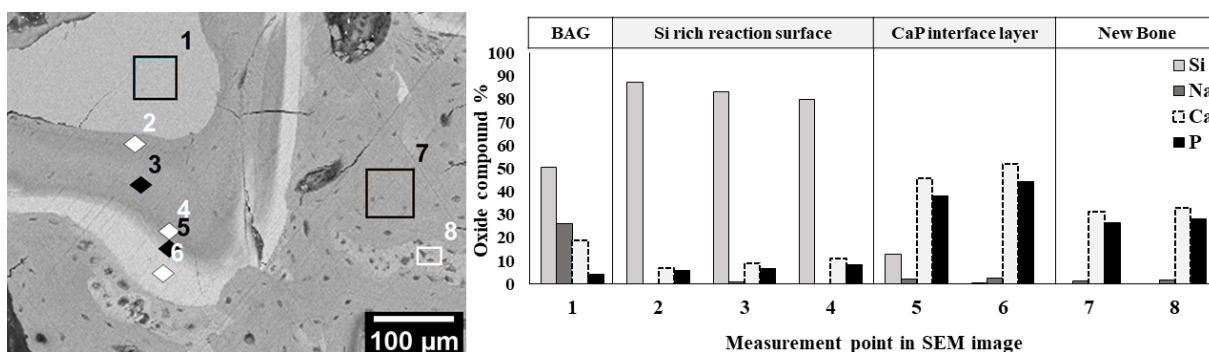 1
2
3
4
5
6
7
8
100 µm
BAG
Si rich reaction surface
CaP interface layer
New Bone
Oxide compound %
100
90
80
70
60
50
40
30
20
10
0
Si
Na
Ca
P
1 2 3 4 5 6 7 8
Measurement point in SEM image